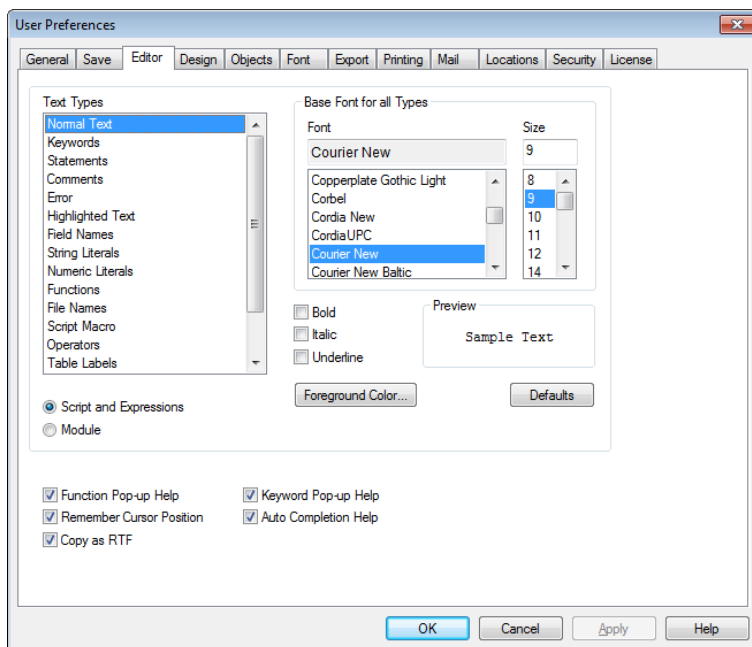 User Preferences
General Save Editor Design Objects Font Export Printing Mail Locations Security License
Text Types
Normal Text
Keywords
Statements
Comments
Error
Highlighted Text
Field Names
String Literals
Numeric Literals
Functions
File Names
Script Macro
Operators
Table Labels
Script and Expressions
Module
Base Font for all Types
Font Size
Courier New 9
Copperplate Gothic Light 8
Corbel 9
Cordia New 10
CordiaUPC 11
Courier New 12
Courier New Baltic 14
Bold
Italic
Underline
Preview
Sample Text
Foreground Color... Defaults
Function Pop-up Help Keyword Pop-up Help
Remember Cursor Position Auto Completion Help
Copy as RTF
OK Cancel Apply Help